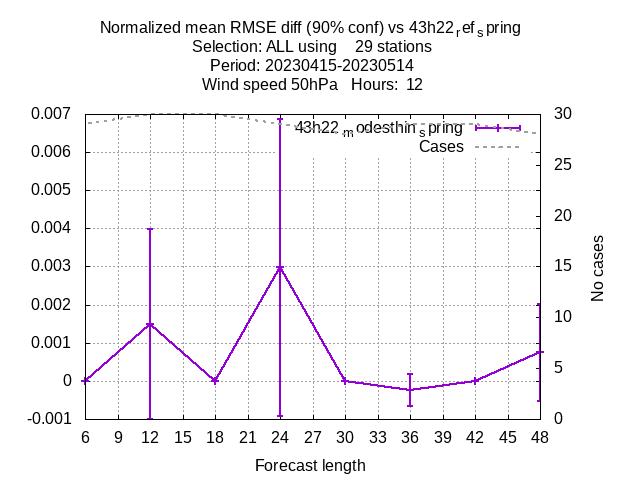 Normalized mean RMSE diff (90% conf) vs 43h22refspring
Selection: ALL using 29 stations
Period: 20230415-20230514
Wind speed 50hPa Hours: 12
43h22modesthinspring
Cases
0.007
0.006
0.005
0.004
0.003
0.002
0.001
0
-0.001
30
25
20
15
10
5
0
No cases
6 9 12 15 18 21 24 27 30 33 36 39 42 45 48
Forecast length